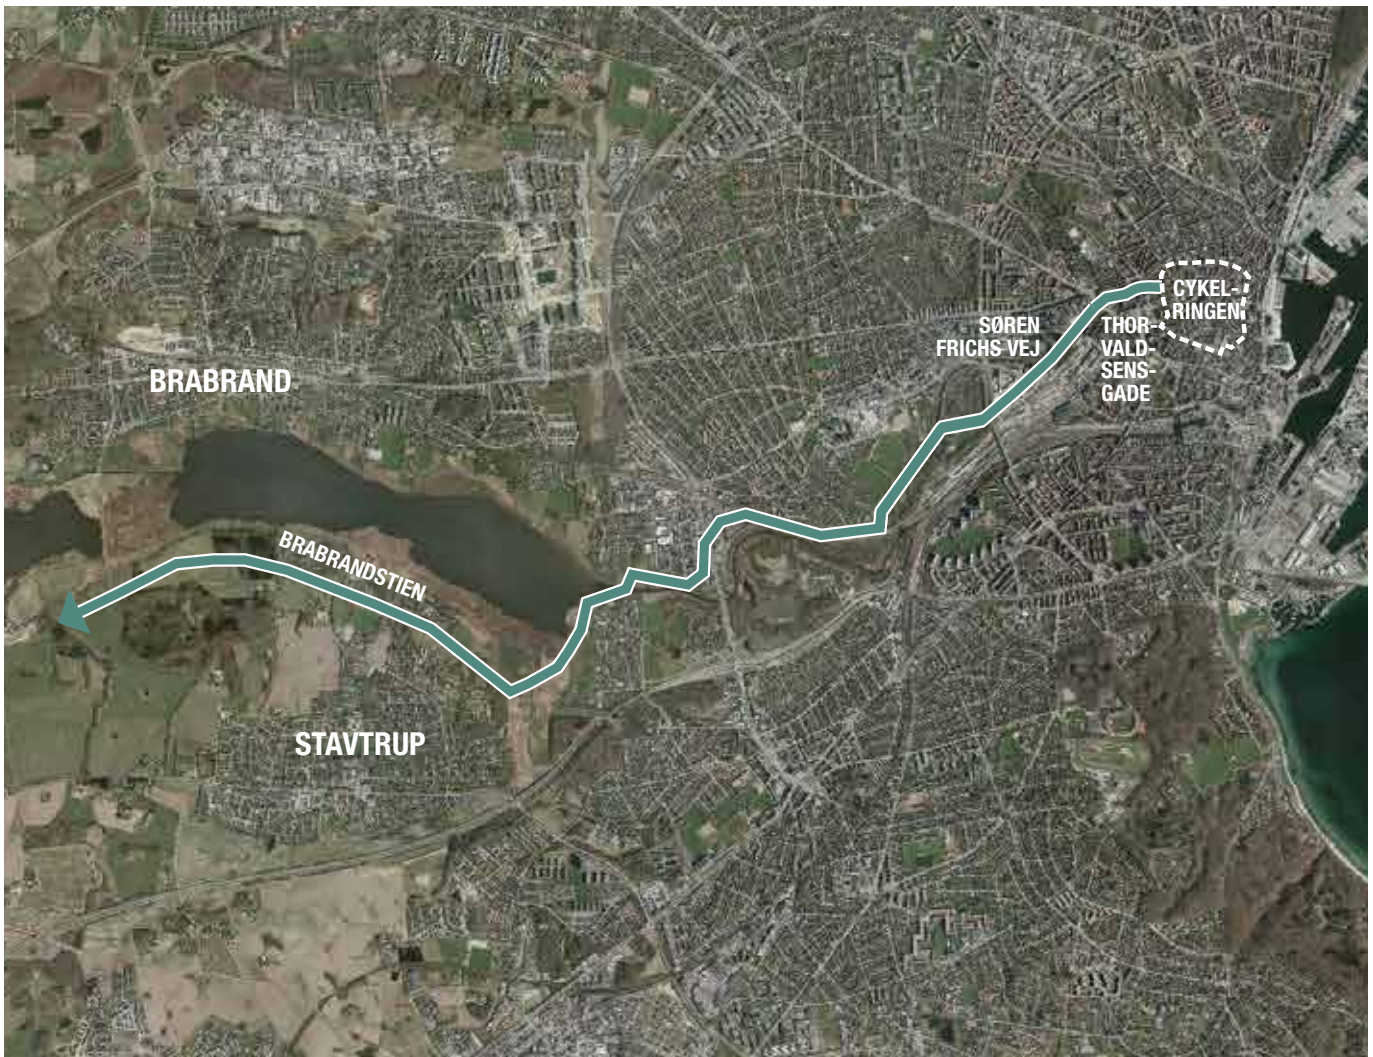 CYKEL-
RINGEN
SØREN
FRICHS VEJ
THOR-
VALD-
SENS-
GADE
BRABRAND
BRABRANDSTIEN
STAVTRUP